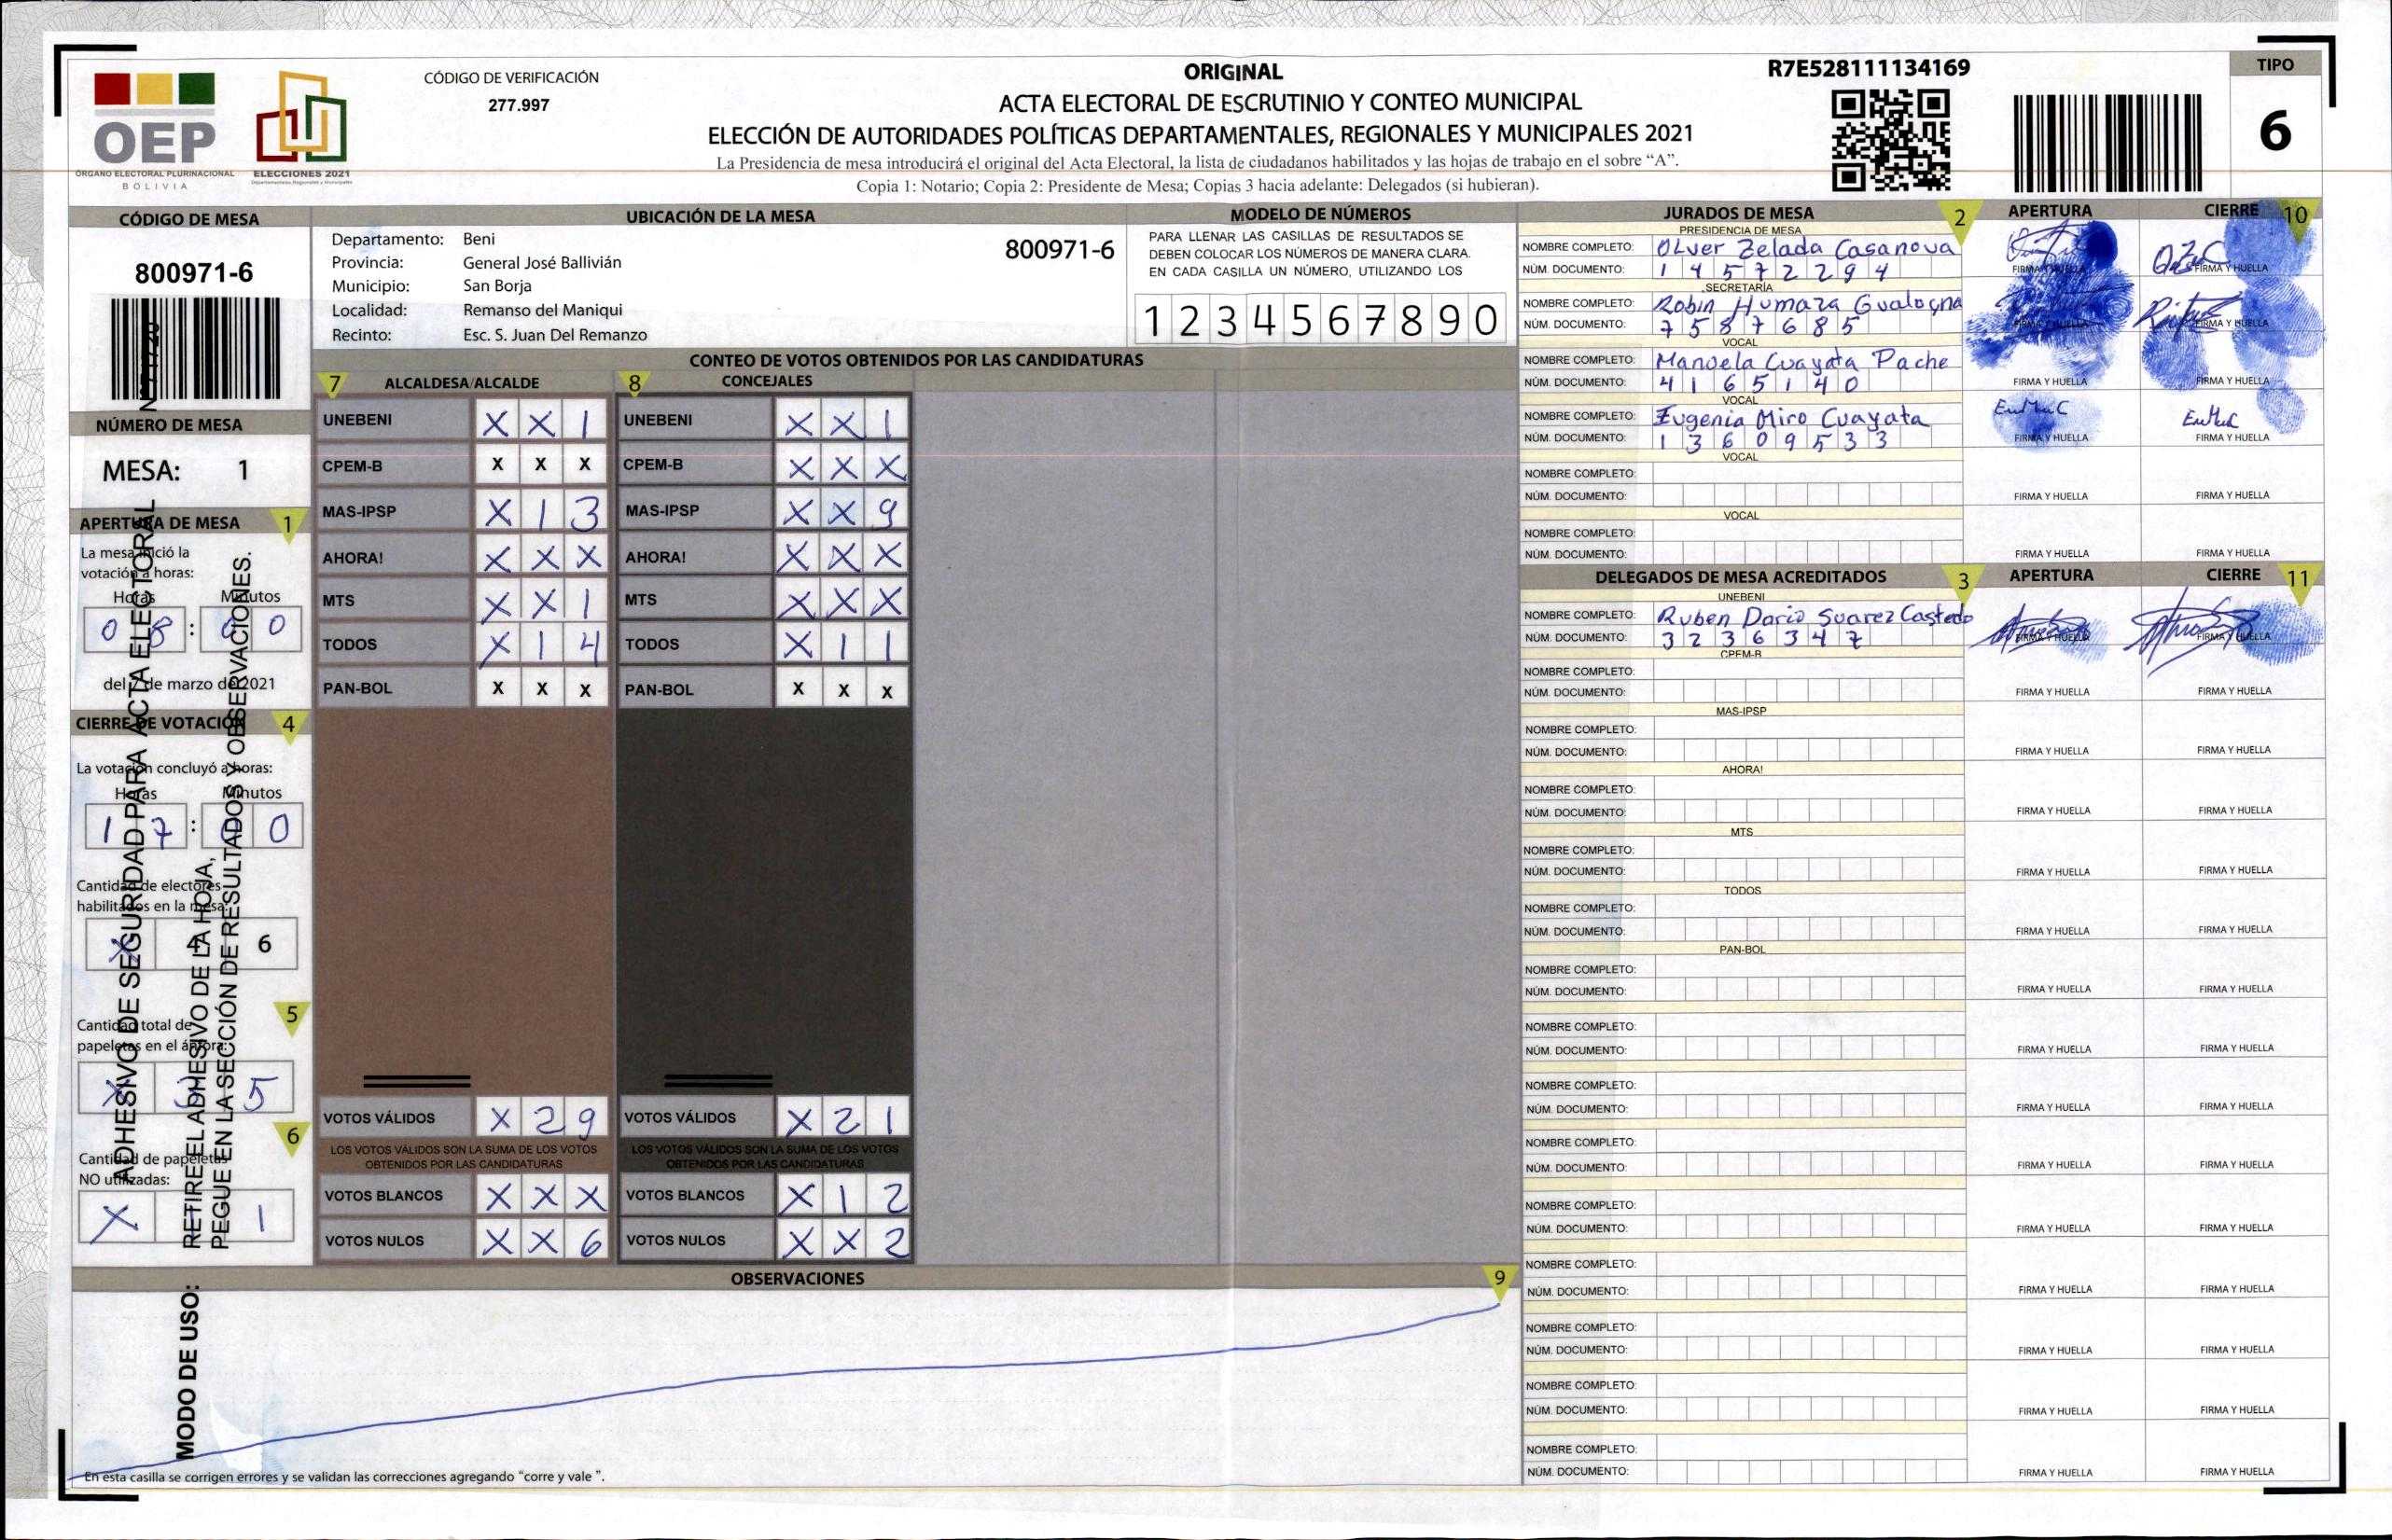 ORIGINAL
ACTA ELECTORAL DE ESCRUTINIO Y CONTEO MUNICIPAL
ELECCIÓN DE AUTORIDADES POLÍTICAS DEPARTAMENTALES, REGIONALES Y MUNICIPALES 2021
La Presidencia de mesa introducirá el original del Acta Electoral, la lista de ciudadanos habilitados y las hojas de trabajo en el sobre “A”.
Copia 1: Notario; Copia 2: Presidente de Mesa; Copias 3 hacia adelante: Delegados (si hubieran).
OEP
ÓRGANO ELECTORAL PLURINACIONAL
BOLIVIA
ELECCIONES 2021
CÓDIGO DE VERIFICACIÓN
277.997
R7E528111134169
TIPO
6
CÓDIGO DE MESA
800971-6
NÚMERO DE MESA
MESA: 1
APERTURA DE MESA 1
La mesa inició la
votación a horas:
Horas Minutos
0 8 : 0 0
del 7 de marzo de 2021
CIERRE DE VOTACIÓN 4
La votación concluyó a horas:
Horas Minutos
1 7 : 0 0
Cantidad de electores
habilitados en la mesa:
X 4 6
5
Cantidad total de
papeletas en el ánfora:
X 3 5
6
Cantidad de papeletas
NO utilizadas:
X 1
ADHESIVO DE SEGURIDAD PARA ACTA ELECTORAL
MODO DE USO: RETIRE EL ADHESIVO DE LA HOJA,
PEGUE EN LA SECCIÓN DE RESULTADOS Y OBSERVACIONES.
UBICACIÓN DE LA MESA
Departamento: Beni 800971-6
Provincia: General José Ballivián
Municipio: San Borja
Localidad: Remanso del Maniqui
Recinto: Esc. S. Juan Del Remanzo
MODELO DE NÚMEROS
PARA LLENAR LAS CASILLAS DE RESULTADOS SE
DEBEN COLOCAR LOS NÚMEROS DE MANERA CLARA.
EN CADA CASILLA UN NÚMERO, UTILIZANDO LOS
1 2 3 4 5 6 7 8 9 0
CONTEO DE VOTOS OBTENIDOS POR LAS CANDIDATURAS
7 ALCALDESA/ALCALDE 8 CONCEJALES
UNEBENI X X 1 UNEBENI X X 1
CPEM-B X X X CPEM-B X X X
MAS-IPSP X 1 3 MAS-IPSP X X 9
AHORA! X X X AHORA! X X X
MTS X X 1 MTS X X X
TODOS X 1 4 TODOS X 1 1
PAN-BOL X X X PAN-BOL X X X
VOTOS VÁLIDOS X 2 9 VOTOS VÁLIDOS X 2 1
LOS VOTOS VÁLIDOS SON LA SUMA DE LOS VOTOS LOS VOTOS VÁLIDOS SON LA SUMA DE LOS VOTOS
OBTENIDOS POR LAS CANDIDATURAS OBTENIDOS POR LAS CANDIDATURAS
VOTOS BLANCOS X X X VOTOS BLANCOS X 1 2
VOTOS NULOS X X 6 VOTOS NULOS X X 2
OBSERVACIONES 9
En esta casilla se corrigen errores y se validan las correcciones agregando “corre y vale ”.
JURADOS DE MESA 2 APERTURA CIERRE 10
PRESIDENCIA DE MESA
NOMBRE COMPLETO: OLver Zelada Casanova
NÚM. DOCUMENTO: 1 4 5 7 2 2 9 4 FIRMA Y HUELLA FIRMA Y HUELLA
SECRETARÍA
NOMBRE COMPLETO: Robin Humaza
NÚM. DOCUMENTO: 7 5 8 7 6 8 5 FIRMA Y HUELLA FIRMA Y HUELLA
VOCAL
NOMBRE COMPLETO: Manuela Cuayata Pache
NÚM. DOCUMENTO: 4 1 6 5 1 4 0 FIRMA Y HUELLA FIRMA Y HUELLA
VOCAL
NOMBRE COMPLETO: Eugenia Miro Cuayata
NÚM. DOCUMENTO: 1 3 6 0 9 5 3 3 FIRMA Y HUELLA FIRMA Y HUELLA
VOCAL
NOMBRE COMPLETO:
NÚM. DOCUMENTO: FIRMA Y HUELLA FIRMA Y HUELLA
VOCAL
NOMBRE COMPLETO:
NÚM. DOCUMENTO: FIRMA Y HUELLA FIRMA Y HUELLA
DELEGADOS DE MESA ACREDITADOS 3 APERTURA CIERRE 11
UNEBENI
NOMBRE COMPLETO: Ruben Dario Suarez Castedo
NÚM. DOCUMENTO: 3 2 3 6 3 4 7 FIRMA Y HUELLA FIRMA Y HUELLA
CPEM-B
NOMBRE COMPLETO:
NÚM. DOCUMENTO: FIRMA Y HUELLA FIRMA Y HUELLA
MAS-IPSP
NOMBRE COMPLETO:
NÚM. DOCUMENTO: FIRMA Y HUELLA FIRMA Y HUELLA
AHORA!
NOMBRE COMPLETO:
NÚM. DOCUMENTO: FIRMA Y HUELLA FIRMA Y HUELLA
MTS
NOMBRE COMPLETO:
NÚM. DOCUMENTO: FIRMA Y HUELLA FIRMA Y HUELLA
TODOS
NOMBRE COMPLETO:
NÚM. DOCUMENTO: FIRMA Y HUELLA FIRMA Y HUELLA
PAN-BOL
NOMBRE COMPLETO:
NÚM. DOCUMENTO: FIRMA Y HUELLA FIRMA Y HUELLA
NOMBRE COMPLETO:
NÚM. DOCUMENTO: FIRMA Y HUELLA FIRMA Y HUELLA
NOMBRE COMPLETO:
NÚM. DOCUMENTO: FIRMA Y HUELLA FIRMA Y HUELLA
NOMBRE COMPLETO:
NÚM. DOCUMENTO: FIRMA Y HUELLA FIRMA Y HUELLA
NOMBRE COMPLETO:
NÚM. DOCUMENTO: FIRMA Y HUELLA FIRMA Y HUELLA
NOMBRE COMPLETO:
NÚM. DOCUMENTO: FIRMA Y HUELLA FIRMA Y HUELLA
NOMBRE COMPLETO:
NÚM. DOCUMENTO: FIRMA Y HUELLA FIRMA Y HUELLA
NOMBRE COMPLETO:
NÚM. DOCUMENTO: FIRMA Y HUELLA FIRMA Y HUELLA
NOMBRE COMPLETO:
NÚM. DOCUMENTO: FIRMA Y HUELLA FIRMA Y HUELLA